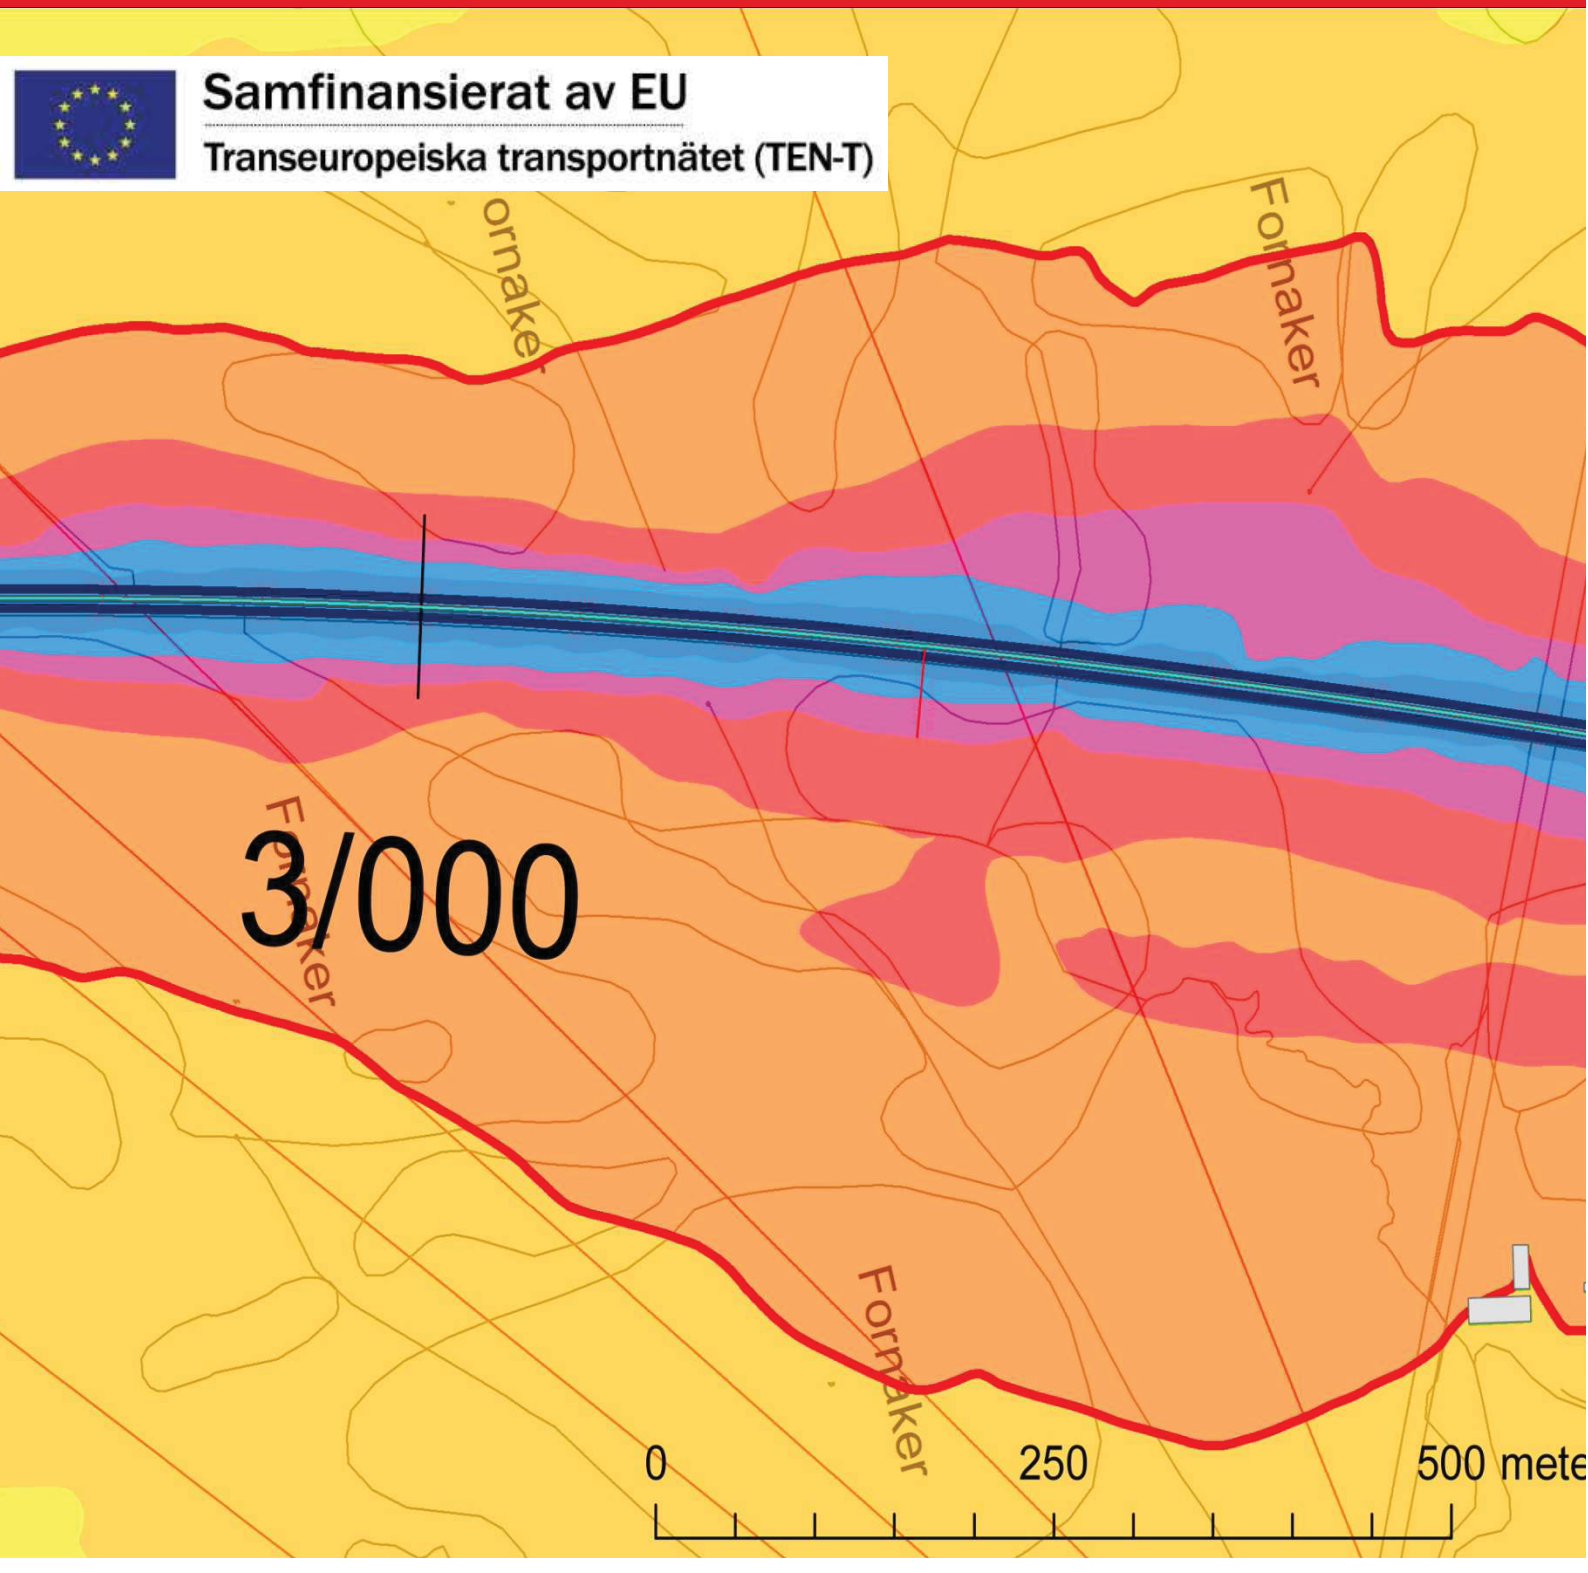 Samfinansierat av EU
Transeuropeiska transportnätet (TEN-T)
ornaker
Fornaker
Fornaker
3/000
Fornaker
0 250 500 mete